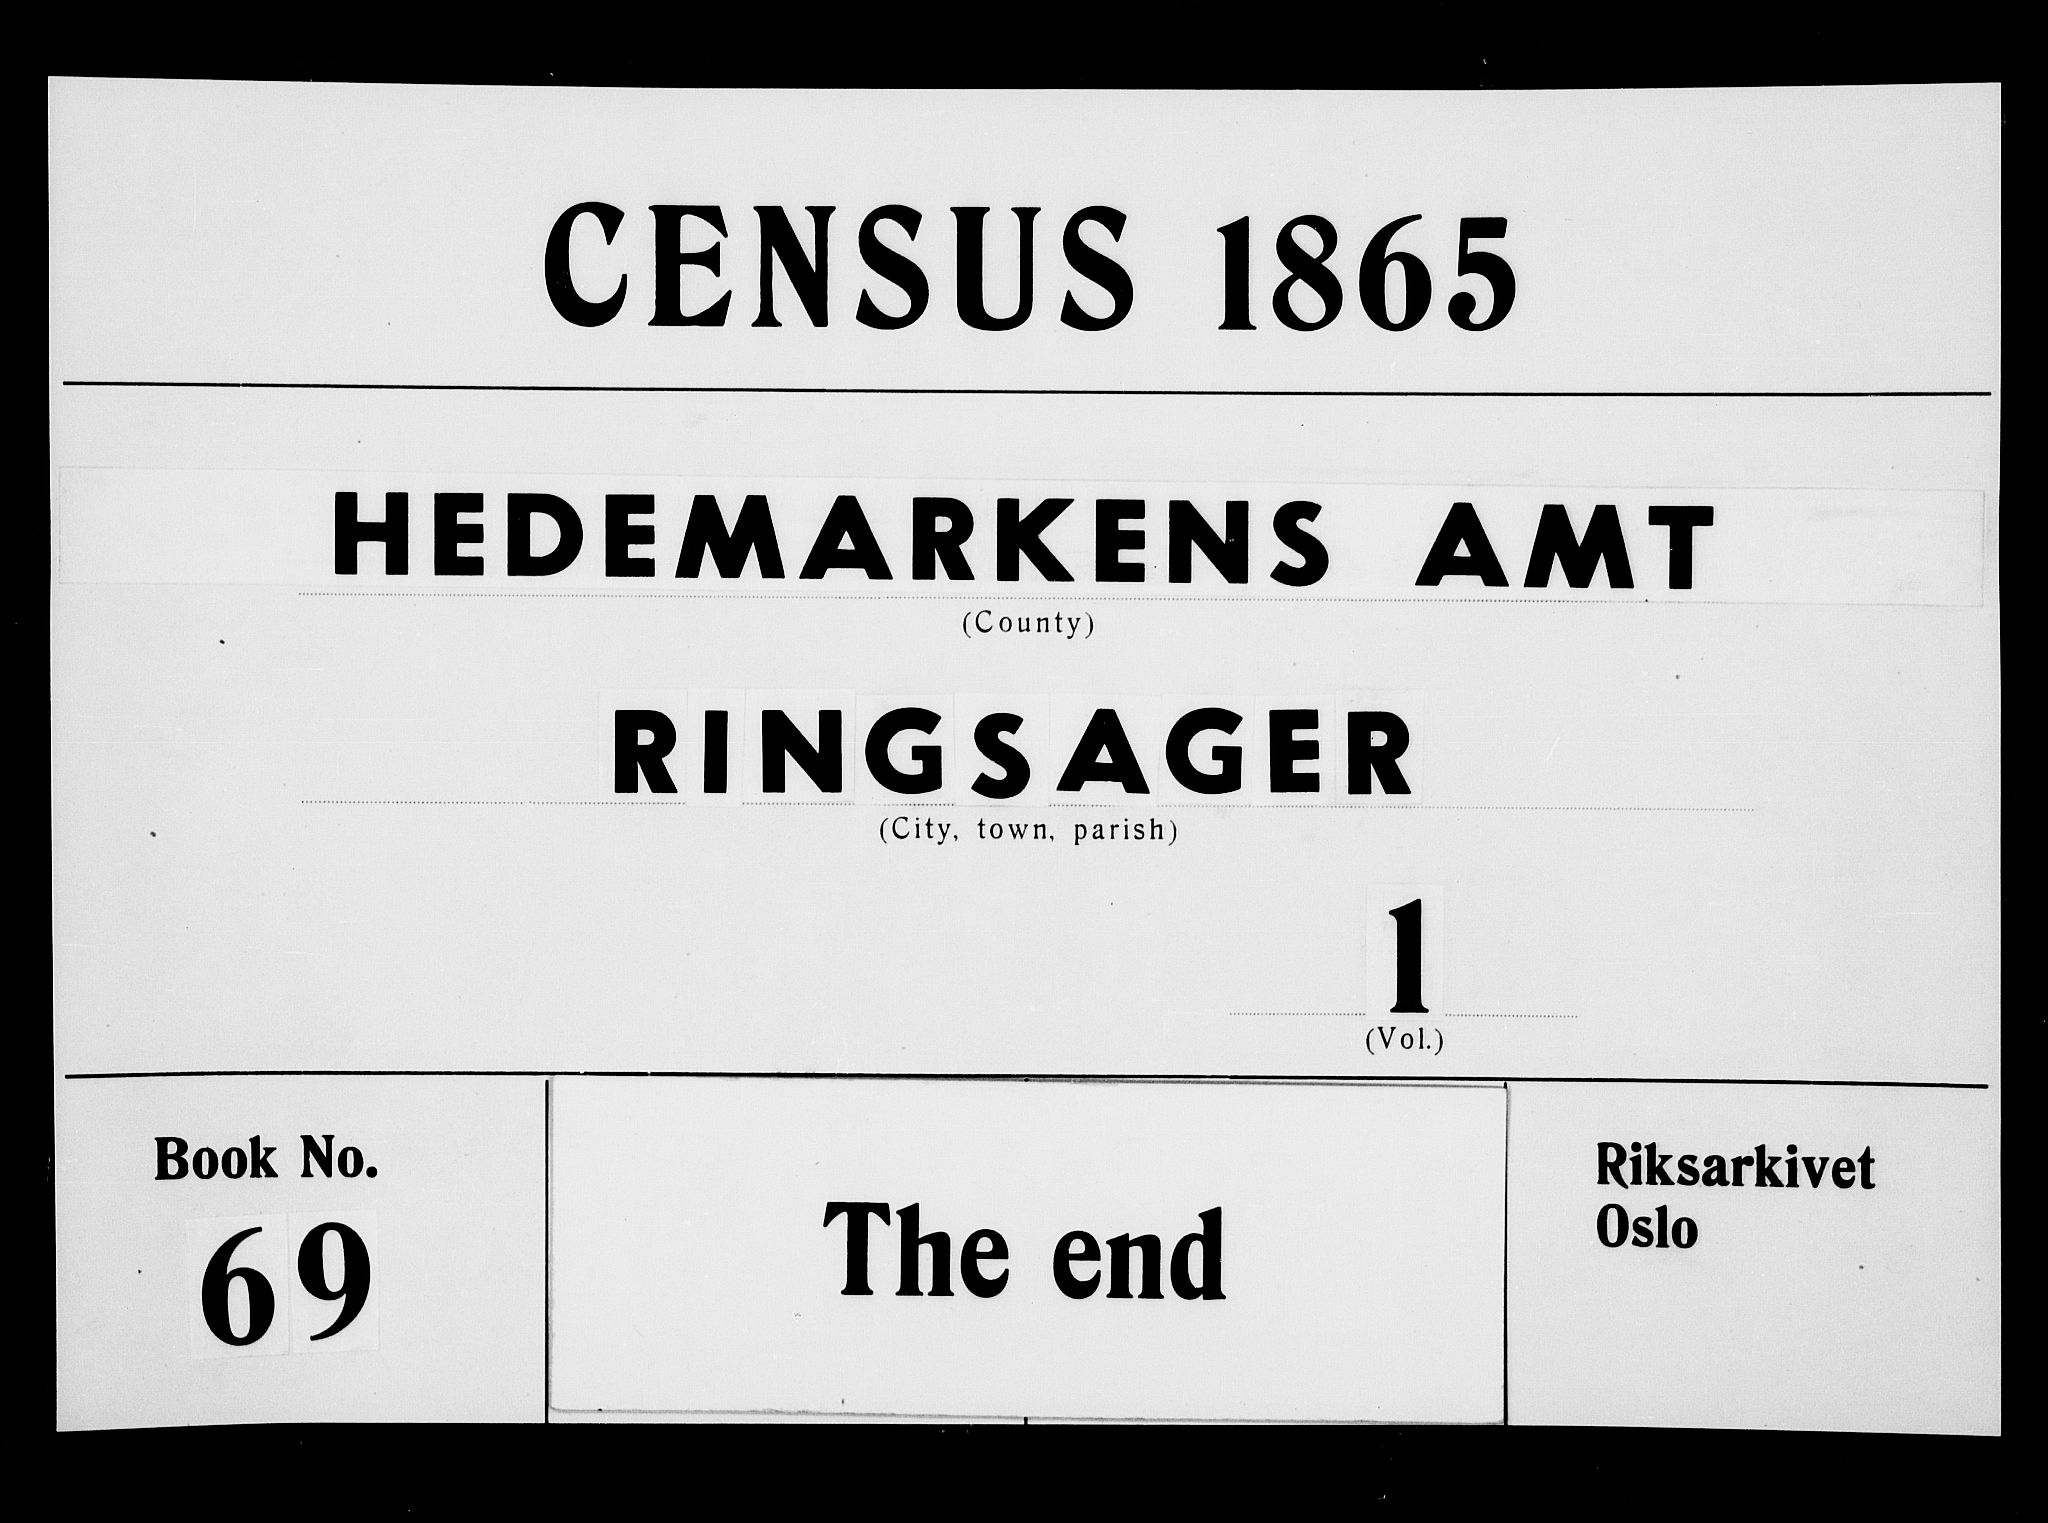 CENSUS 1865
HEDEMARKENS AMT
(County)
RINGSAGER
(City, town, parish)
1
(Vol.)
Book No.
69
The end
Riksarkivet
Oslo